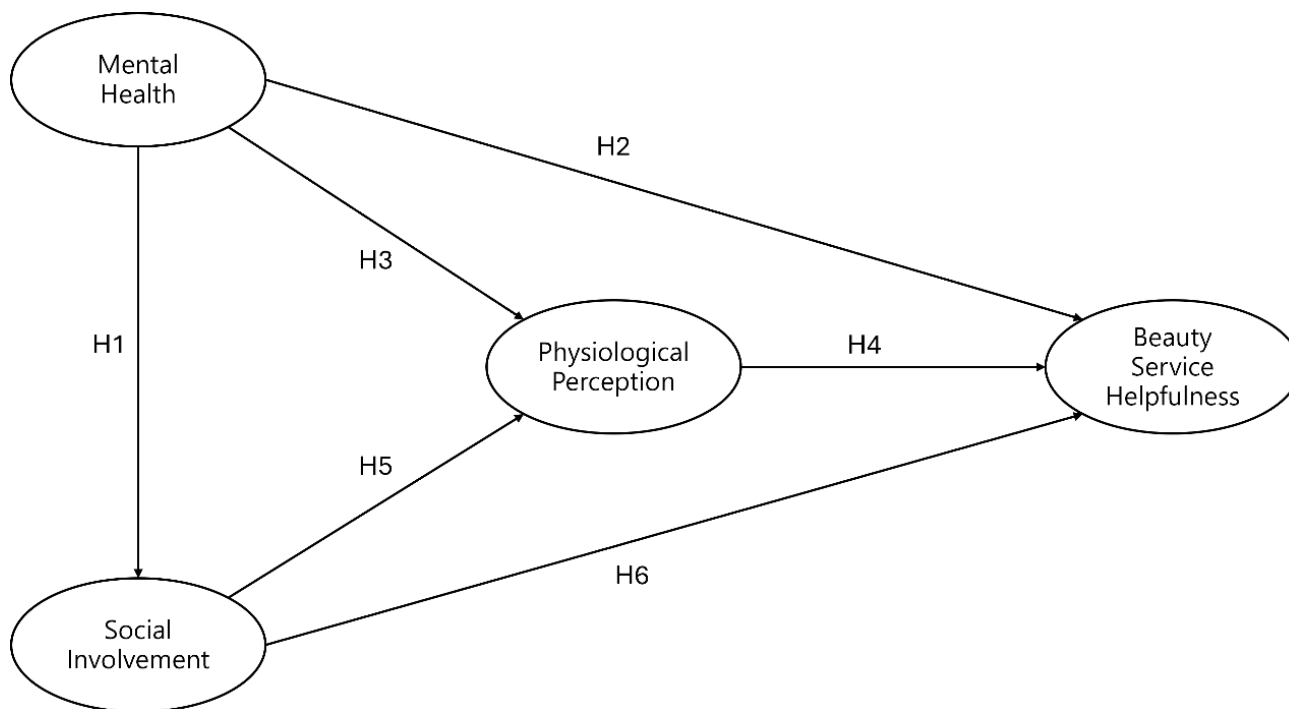 Mental
Health
H2
H3
H1
Physiological
Perception
H4
Beauty
Service
Helpfulness
H5
H6
Social
Involvement